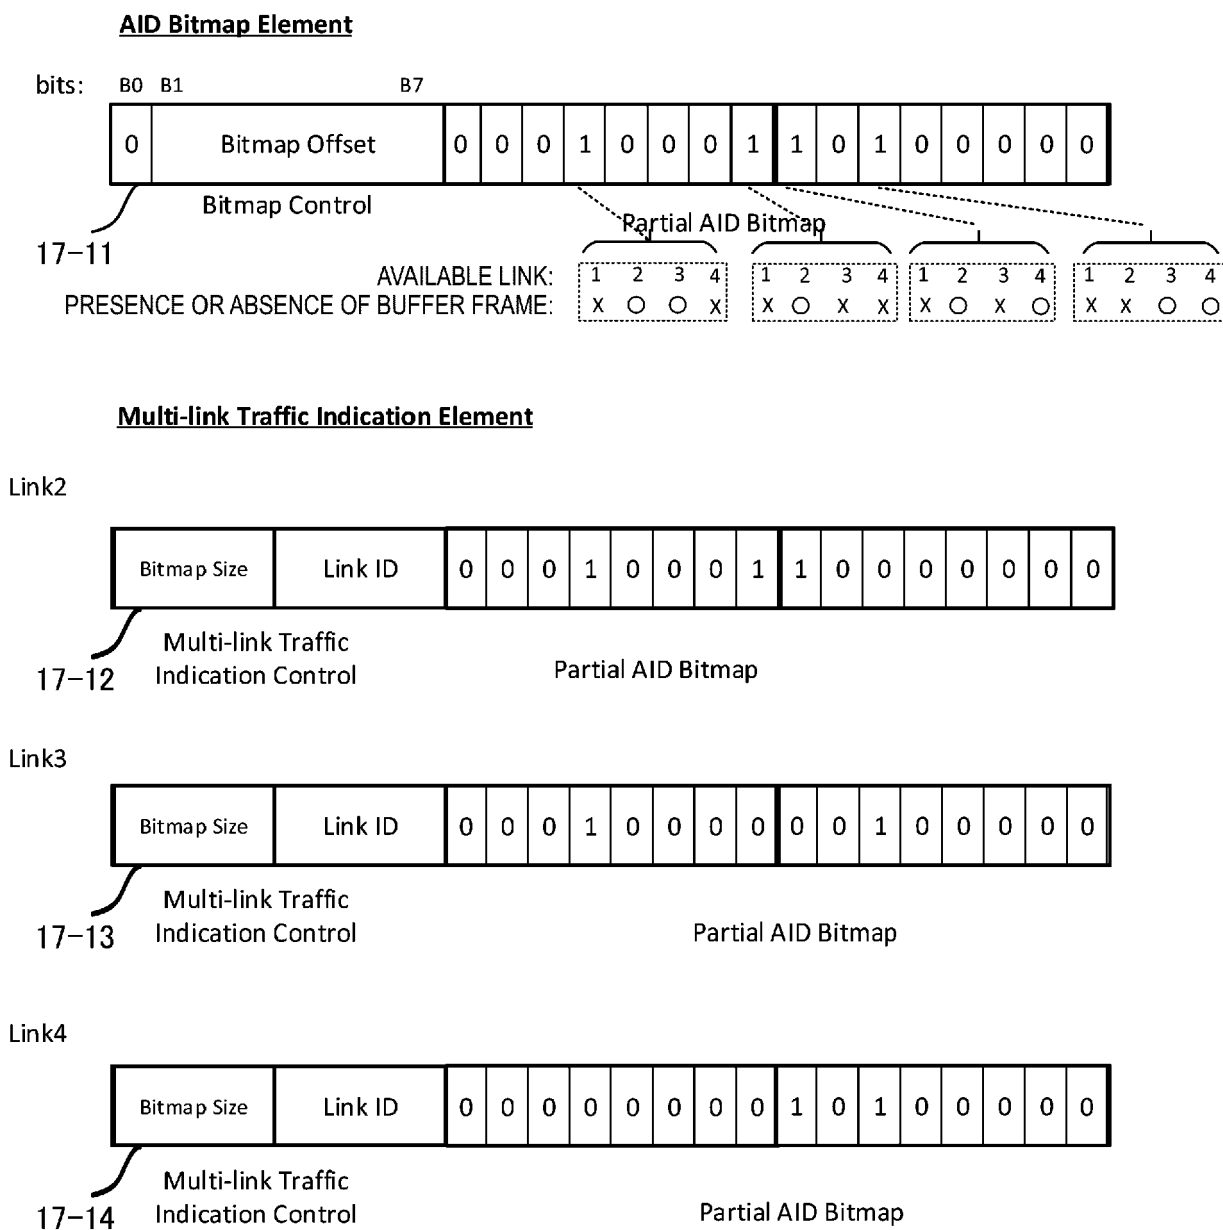 AID Bitmap Element
bits: B0 B1 B7
0 Bitmap Offset 0 0 0 1 0 0 0 1 1 0 1 0 0 0 0 0
Bitmap Control
Partial AID Bitmap
17-11
AVAILABLE LINK: 1 2 3 4 1 2 3 4 1 2 3 4 1 2 3 4
PRESENCE OR ABSENCE OF BUFFER FRAME: X O O X X O X X X O X O X X O O
Multi-link Traffic Indication Element
Link2
Bitmap Size Link ID 0 0 0 1 0 0 0 1 1 0 0 0 0 0 0 0
Multi-link Traffic
Indication Control
Partial AID Bitmap
17-12
Link3
Bitmap Size Link ID 0 0 0 1 0 0 0 0 0 0 1 0 0 0 0 0
Multi-link Traffic
Indication Control
Partial AID Bitmap
17-13
Link4
Bitmap Size Link ID 0 0 0 0 0 0 0 0 1 0 1 0 0 0 0 0
Multi-link Traffic
Indication Control
Partial AID Bitmap
17-14